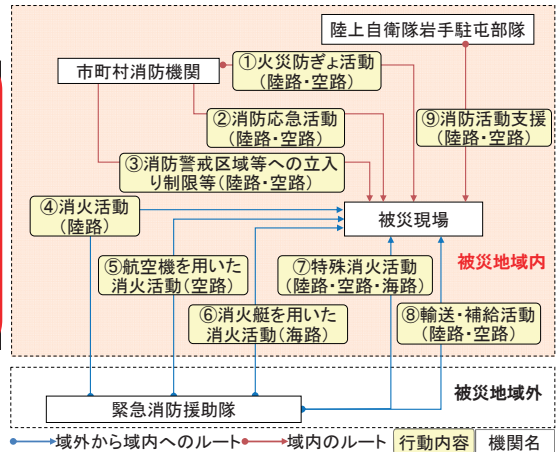 陸上自衛隊岩手駐屯部隊
市町村消防機関
①火災防ぎょ活動
(陸路・空路)
②消防応急活動
(陸路・空路)
⑨消防活動支援
(陸路・空路)
③消防警戒区域等への立入
り制限等(陸路・空路)
④消火活動
(陸路)
被災現場
⑤航空機を用いた
消火活動(空路)
⑦特殊消火活動
(陸路・空路・海路)
被災地域内
⑥消火艇を用いた
消火活動(海路)
⑧輸送・補給活動
(陸路・空路)
被災地域外
緊急消防援助隊
域外から域内へのルート
域内のルート
行動内容
機関名